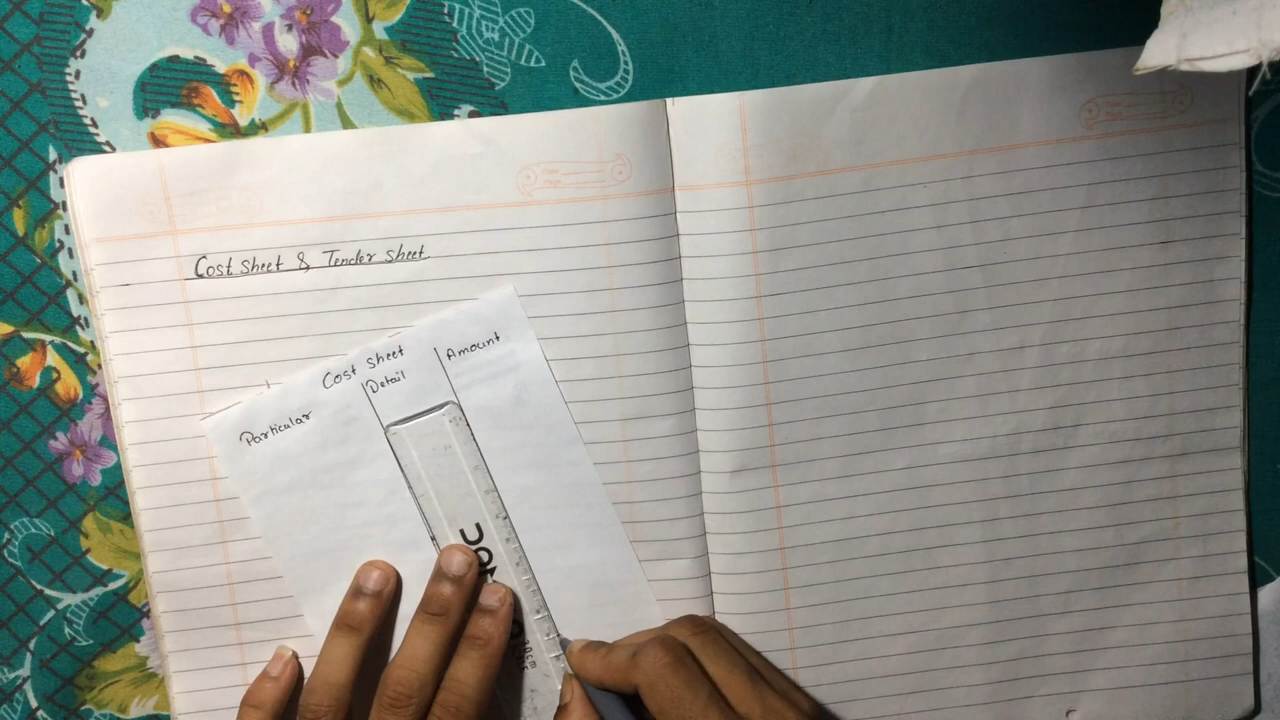 Cost Sheet & Tender Sheet.
Cost Sheet
Particular
Detail
Amount